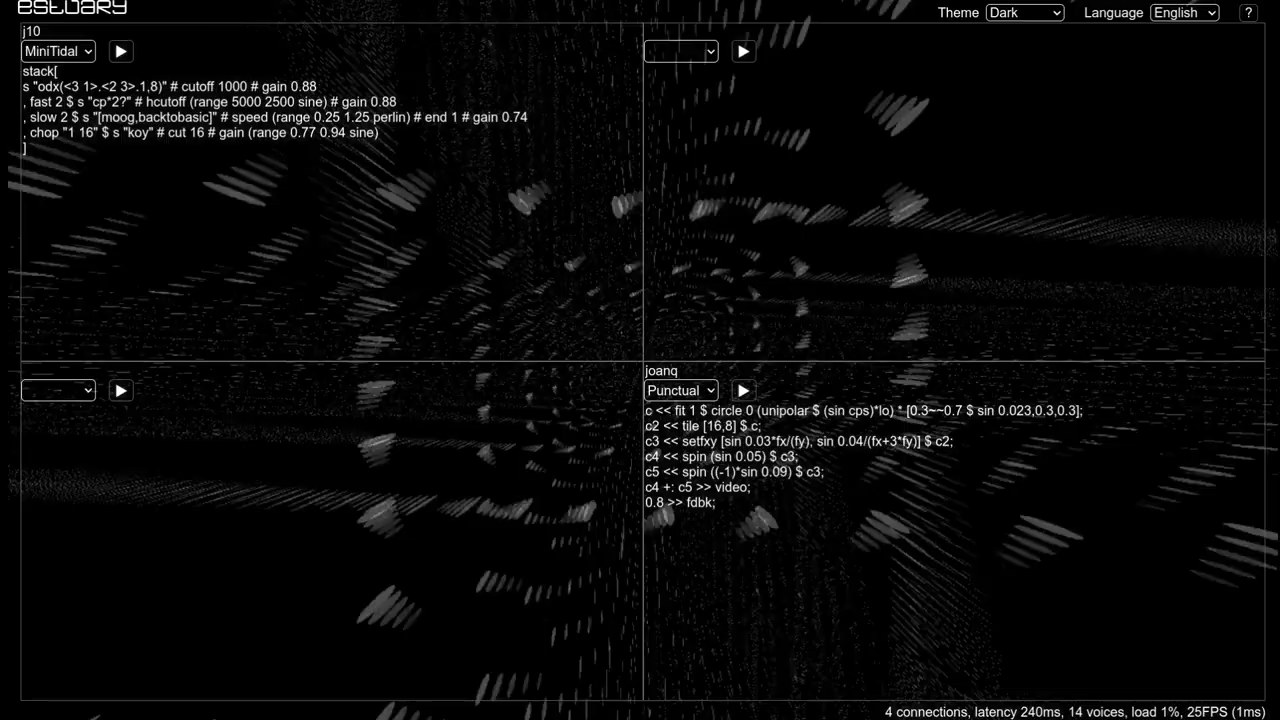 estuary
Theme Dark Language English ?
j10
MiniTidal
stack[
s "odx(<3 1>.<2 3>.1,8)" # cutoff 1000 # gain 0.88
, fast 2 $ s "cp*2?" # hcutoff (range 5000 2500 sine) # gain 0.88
, slow 2 $ s "[moog,backtobasic]" # speed (range 0.25 1.25 perlin) # end 1 # gain 0.74
, chop "1 16" $ s "koy" # cut 16 # gain (range 0.77 0.94 sine)
]
joanq
Punctual
c << fit 1 $ circle 0 (unipolar $ (sin cps)*lo) * [0.3~~0.7 $ sin 0.023,0.3,0.3];
c2 << tile [16,8] $ c;
c3 << setfxy [sin 0.03*fx/(fy), sin 0.04/(fx+3*fy)] $ c2;
c4 << spin (sin 0.05) $ c3;
c5 << spin ((-1)*sin 0.09) $ c3;
c4 +: c5 >> video;
0.8 >> fdbk;
4 connections, latency 240ms, 14 voices, load 1%, 25FPS (1ms)